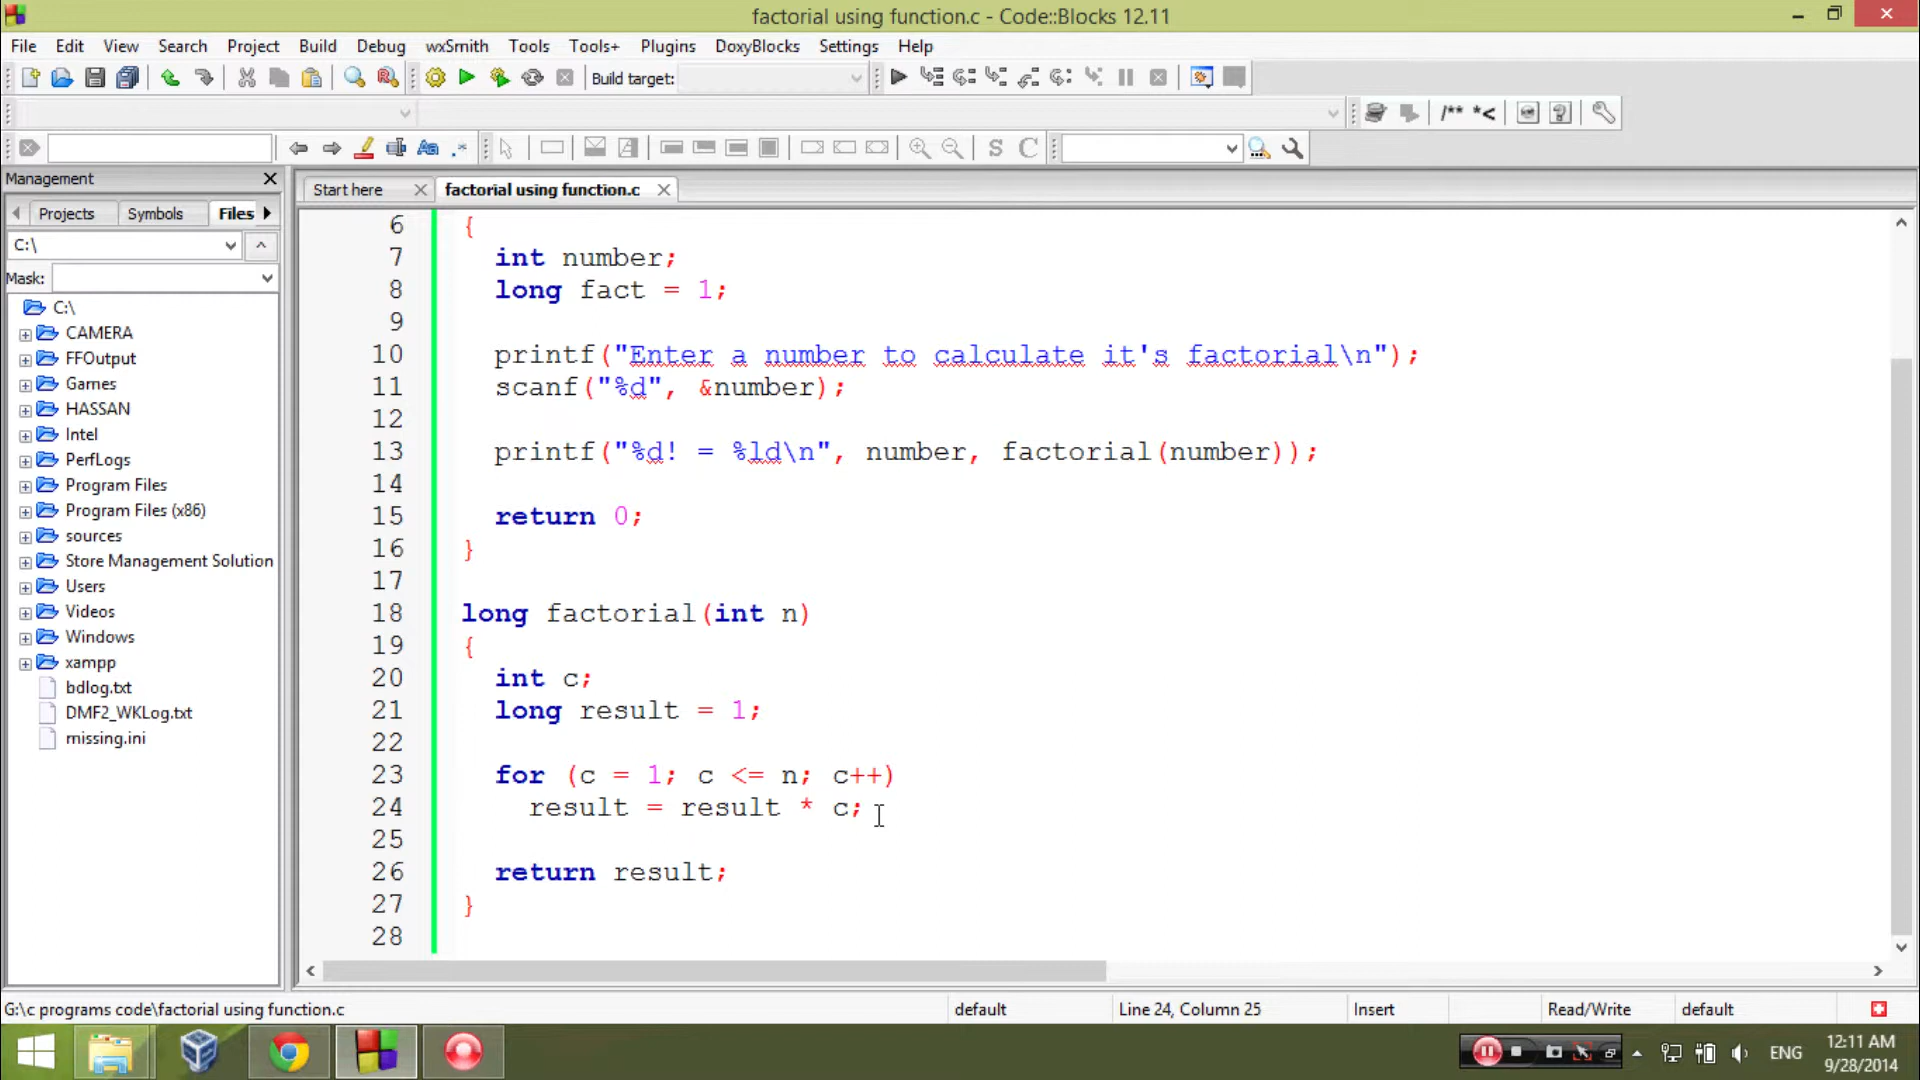 factorial using function.c - Code::Blocks 12.11
File Edit View Search Project Build Debug wxSmith Tools Tools+ Plugins DoxyBlocks Settings Help
Build target:
/** *<
S C
Management
Start here factorial using function.c
Projects Symbols Files
C:\
Mask:
C:\
CAMERA
FFOutput
Games
HASSAN
Intel
PerfLogs
Program Files
Program Files (x86)
sources
Store Management Solution
Users
Videos
Windows
xampp
bdlog.txt
DMF2_WKLog.txt
missing.ini
6 {
7 int number;
8 long fact = 1;
9
10 printf("Enter a number to calculate it's factorial\n");
11 scanf("%d", &number);
12
13 printf("%d! = %ld\n", number, factorial(number));
14
15 return 0;
16 }
17
18 long factorial(int n)
19 {
20 int c;
21 long result = 1;
22
23 for (c = 1; c <= n; c++)
24 result = result * c;
25
26 return result;
27 }
28
G:\c programs code\factorial using function.c default Line 24, Column 25 Insert Read/Write default
ENG
12:11 AM
9/28/2014